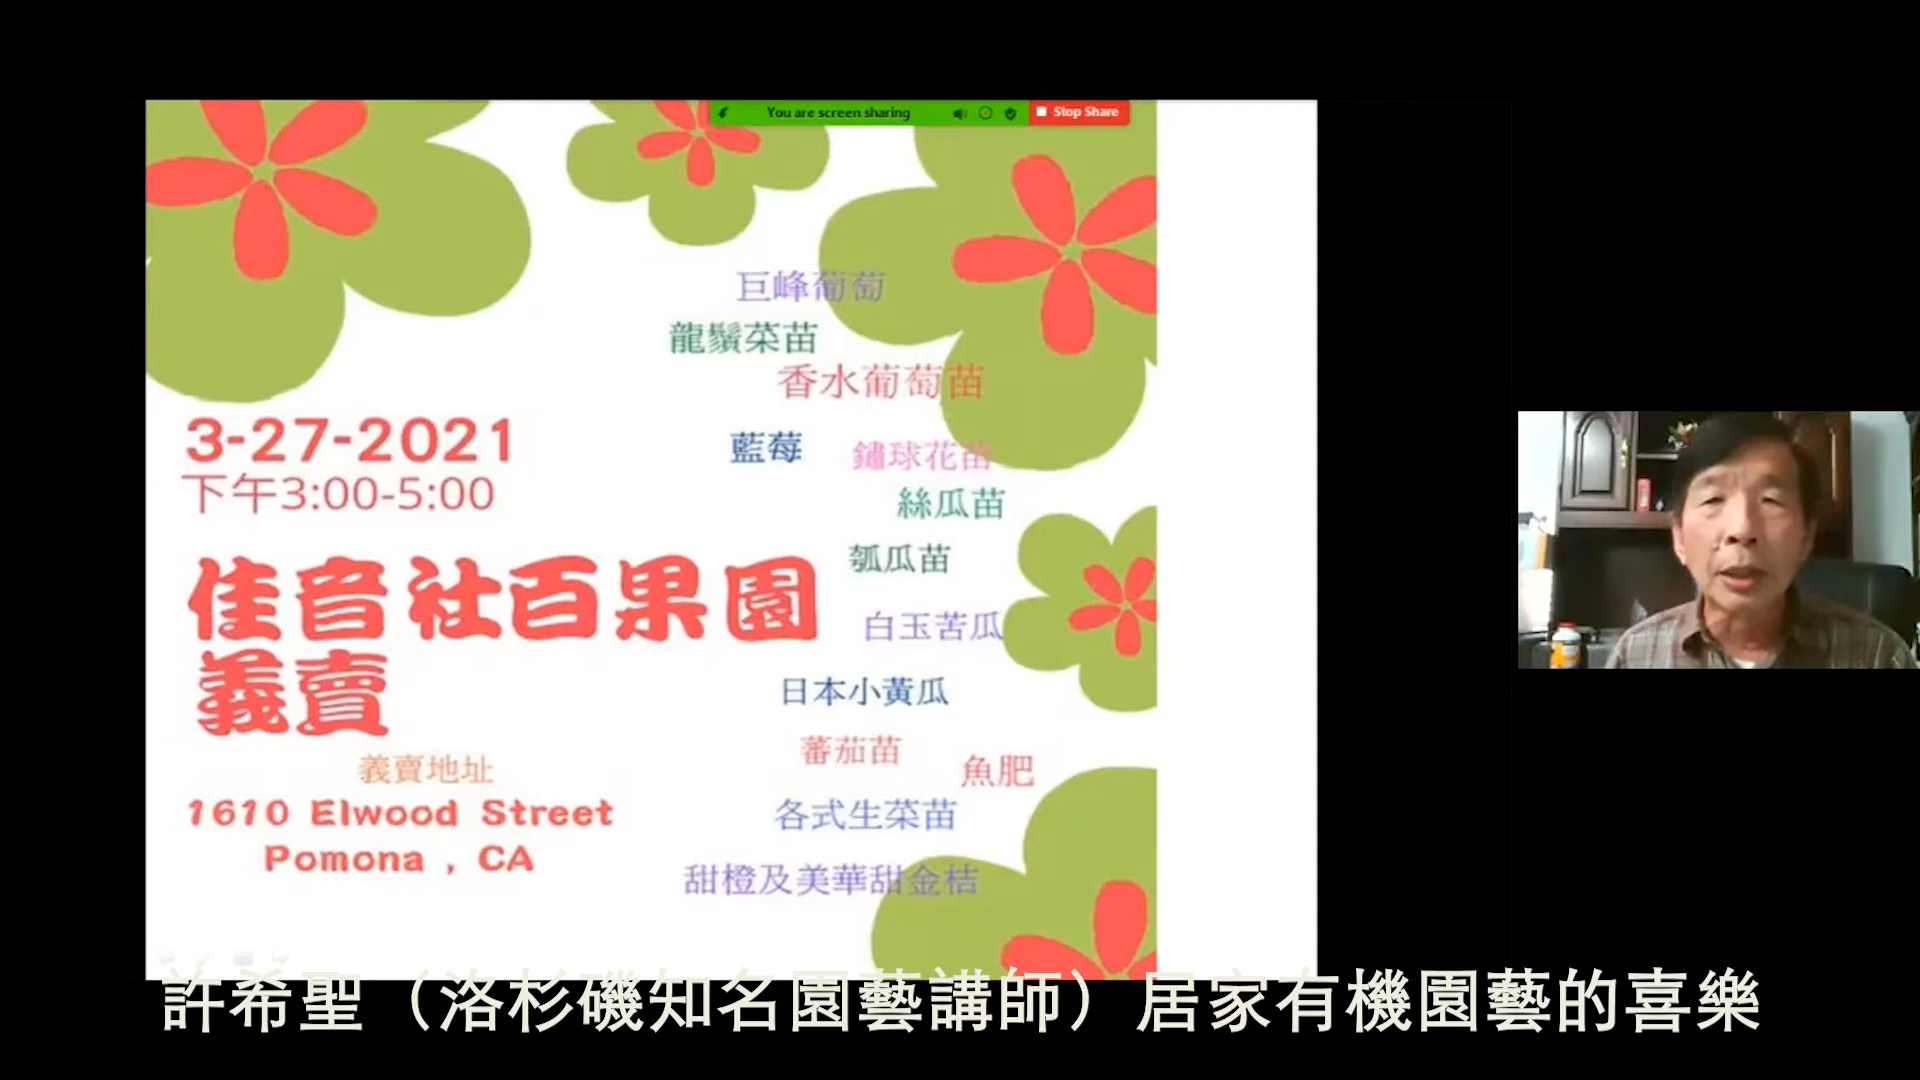 You are screen sharing
Stop Share
巨峰葡萄
龍鬚菜苗
香水葡萄苗
3-27-2021
下午3:00-5:00
藍莓
鏽球花苗
絲瓜苗
瓠瓜苗
佳音社百果園
義賣
白玉苦瓜
日本小黃瓜
蕃茄苗
魚肥
義賣地址
1610 Elwood Street
Pomona , CA
各式生菜苗
甜橙及美華甜金桔
許希聖（洛杉磯知名園藝講師）居家有機園藝的喜樂